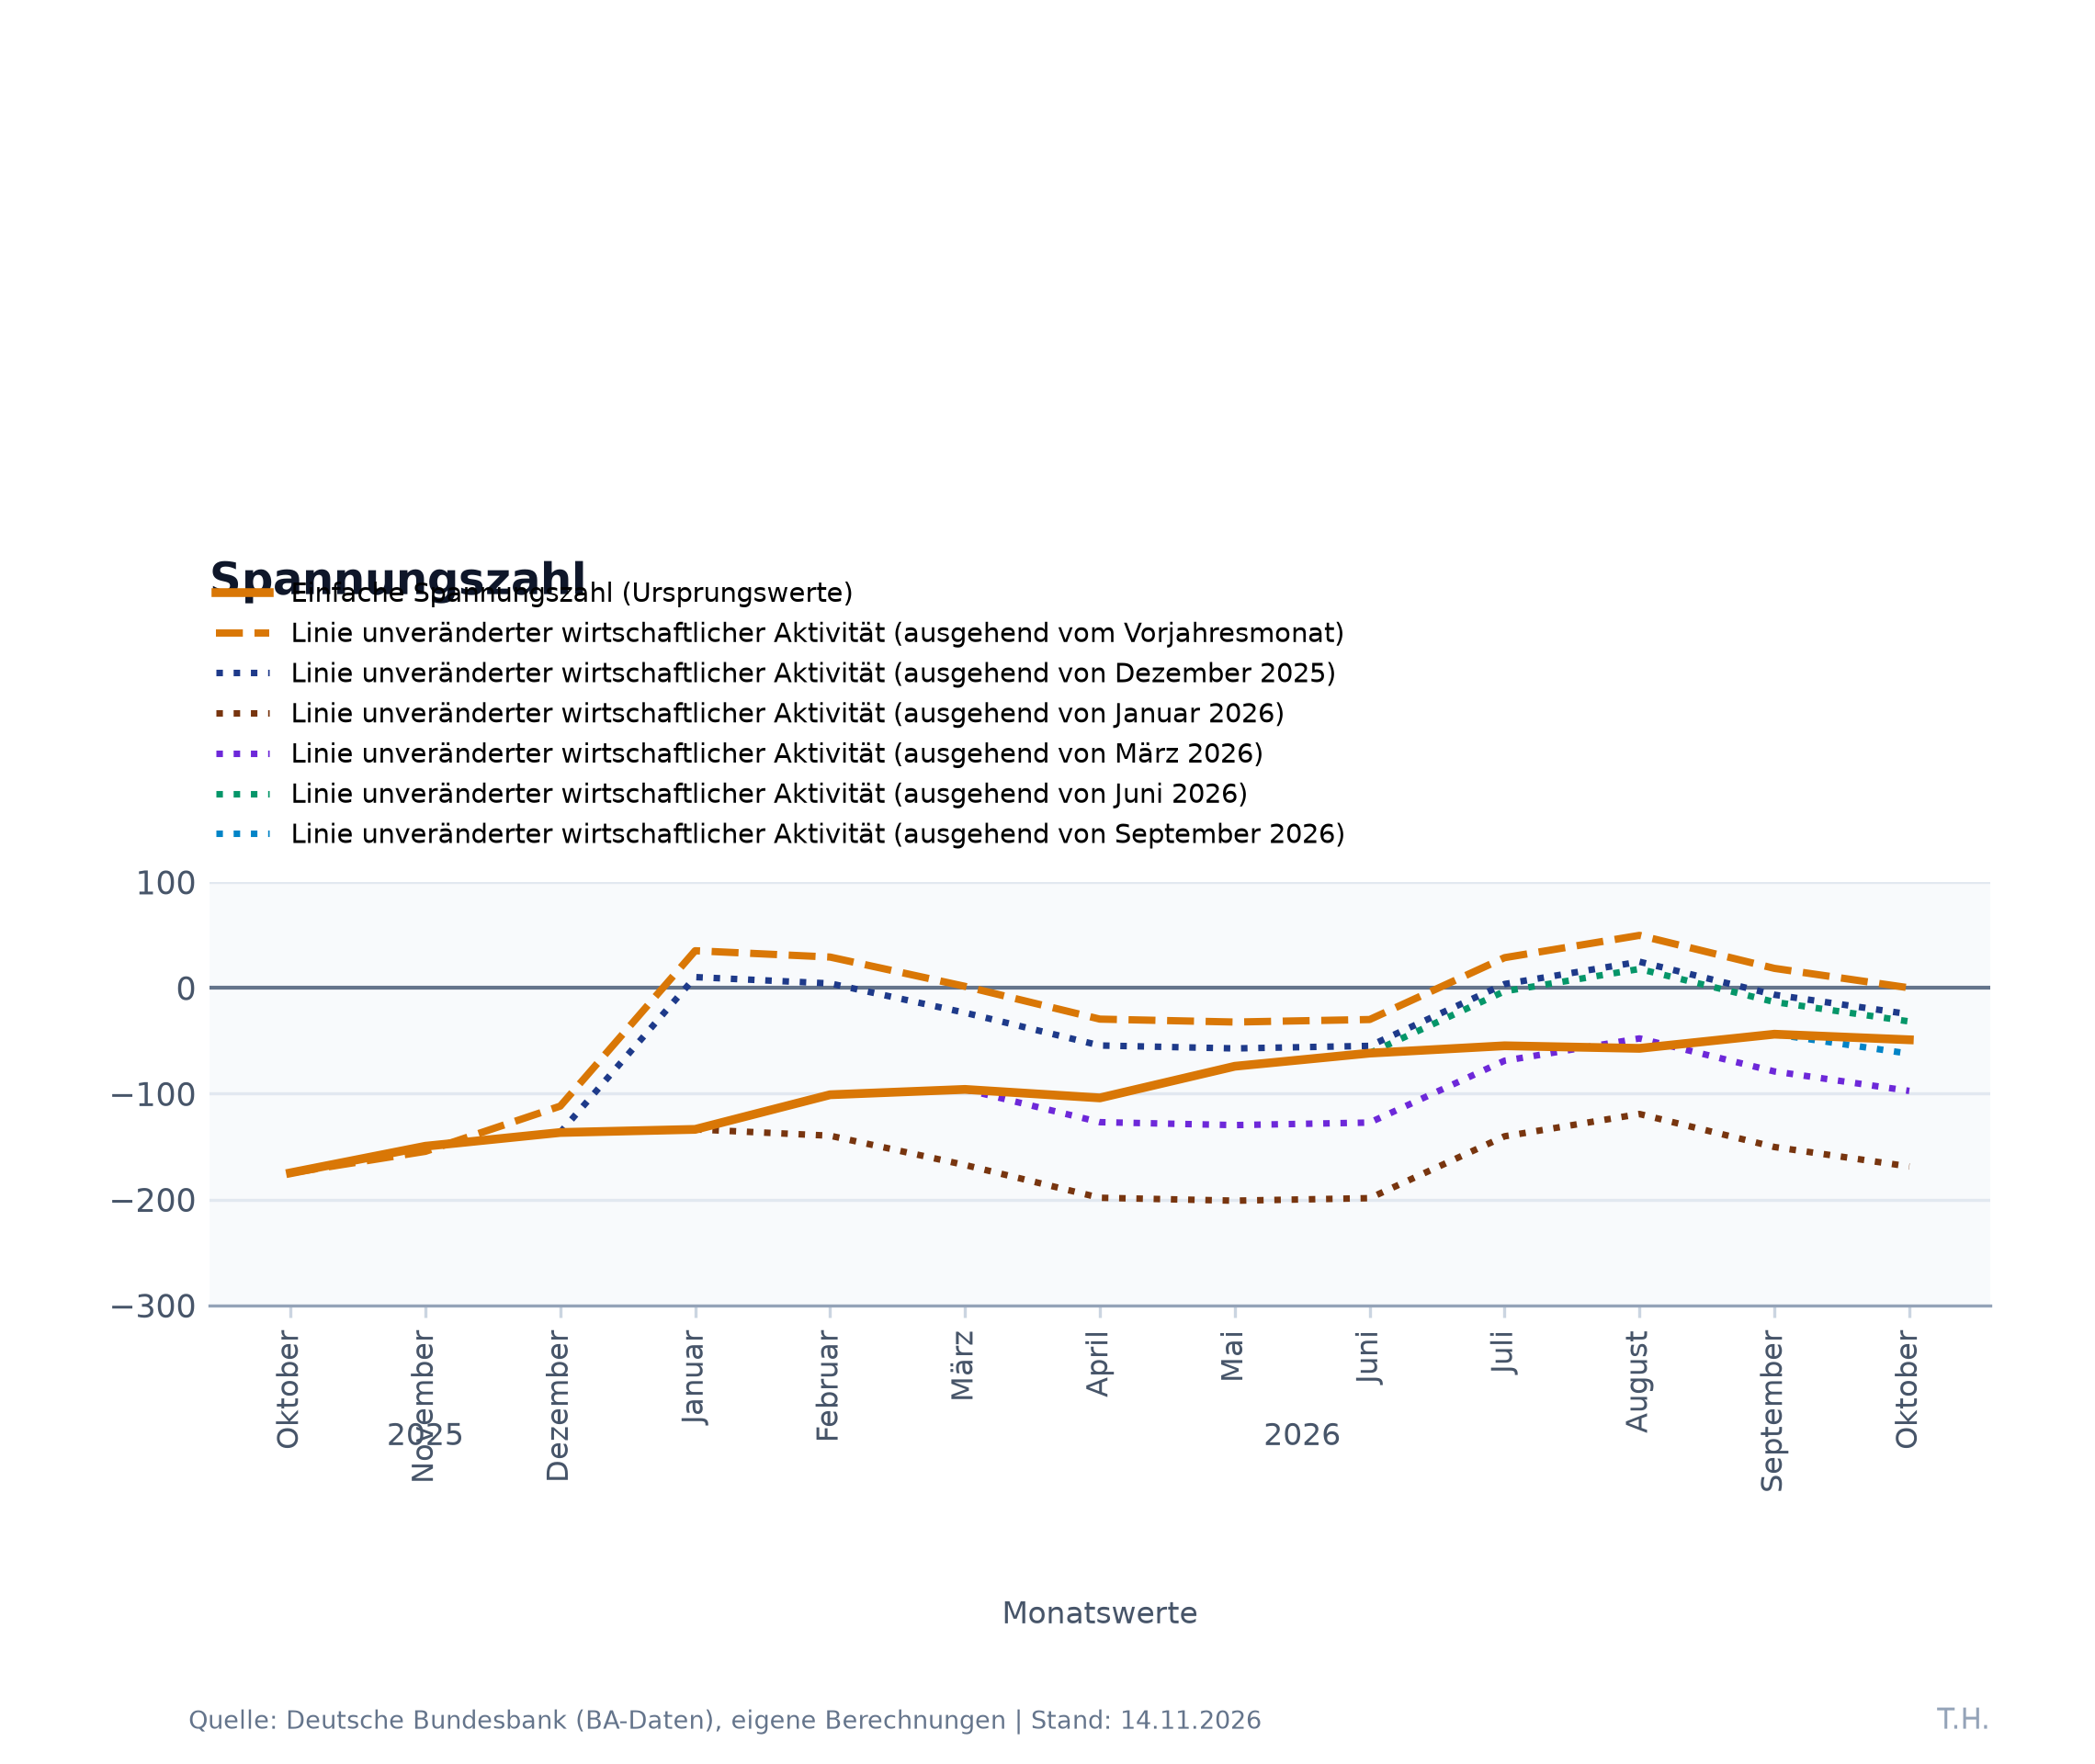 Spannungszahl
Einfache Spannungszahl (Ursprungswerte)
Linie unveränderter wirtschaftlicher Aktivität (ausgehend vom Vorjahresmonat)
Linie unveränderter wirtschaftlicher Aktivität (ausgehend von Dezember 2025)
Linie unveränderter wirtschaftlicher Aktivität (ausgehend von Januar 2026)
Linie unveränderter wirtschaftlicher Aktivität (ausgehend von März 2026)
Linie unveränderter wirtschaftlicher Aktivität (ausgehend von Juni 2026)
Linie unveränderter wirtschaftlicher Aktivität (ausgehend von September 2026)
100
0
−100
−200
−300
Oktober
November
Dezember
Januar
Februar
März
April
Mai
Juni
Juli
August
September
Oktober
2025
2026
Monatswerte
Quelle: Deutsche Bundesbank (BA-Daten), eigene Berechnungen | Stand: 14.11.2026
T.H.